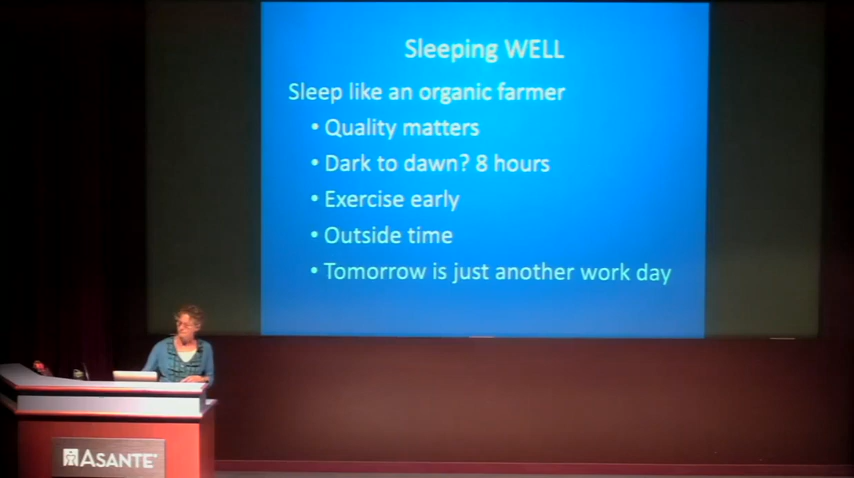 Sleeping WELL
Sleep like an organic farmer
• Quality matters
• Dark to dawn? 8 hours
• Exercise early
• Outside time
• Tomorrow is just another work day
ASANTE